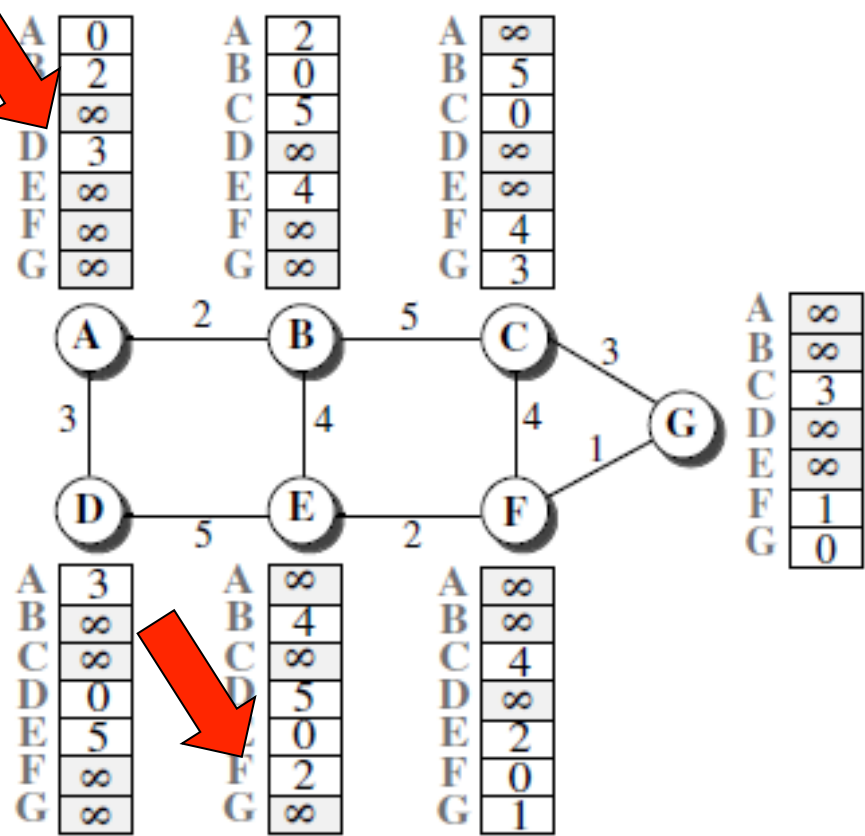 A 0 A 2 A ∞
B 2 B 0 B 5
∞ C 5 C 0
D 3 D ∞ D ∞
E ∞ E 4 E ∞
F ∞ F ∞ F 4
G ∞ G ∞ G 3
A 2 B 5 C 3
3 4 4 1 G
D 5 E 2 F
A ∞
B ∞
C 3
D ∞
E ∞
F 1
G 0
A 3 A ∞ A ∞
B ∞ B 4 B ∞
C ∞ C ∞ C 4
D 0 D 5 D ∞
E 5 0 E 2
F ∞ F 2 F 0
G ∞ G ∞ G 1